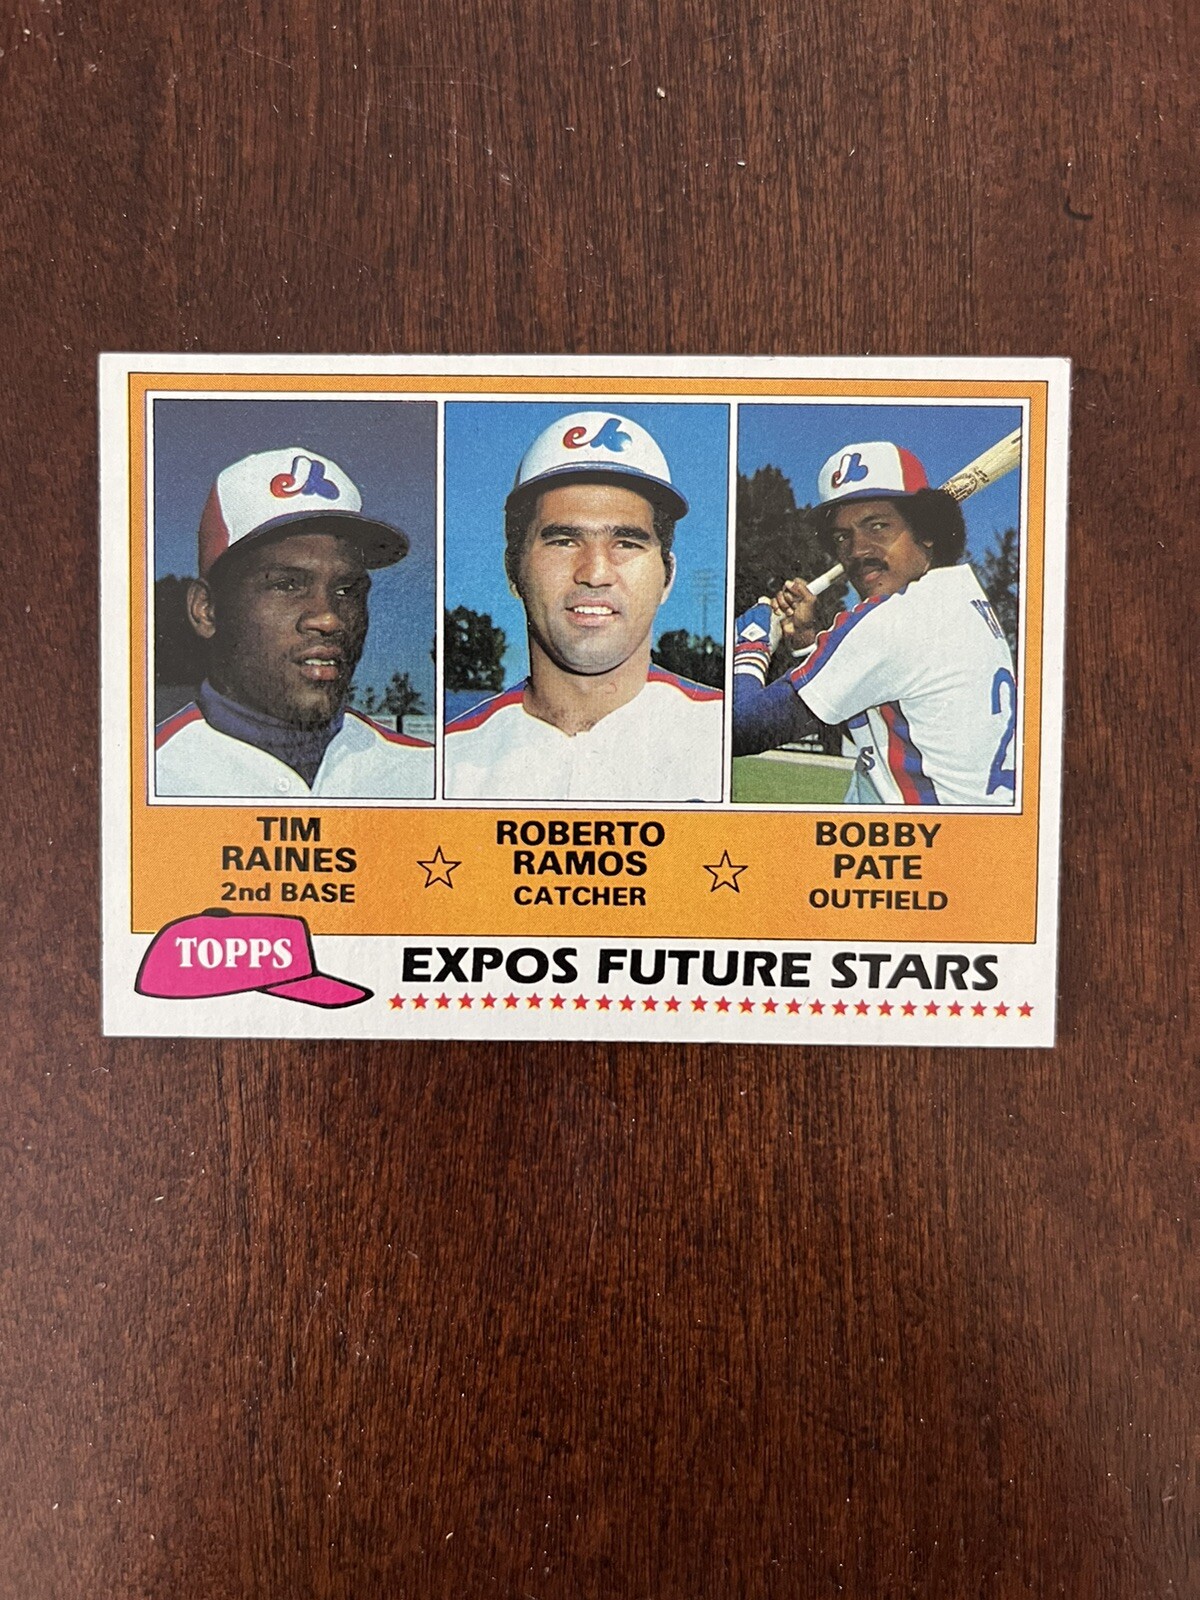 TIM
RAINES
2nd BASE
ROBERTO
RAMOS
CATCHER
BOBBY
PATE
OUTFIELD
TOPPS
EXPOS FUTURE STARS